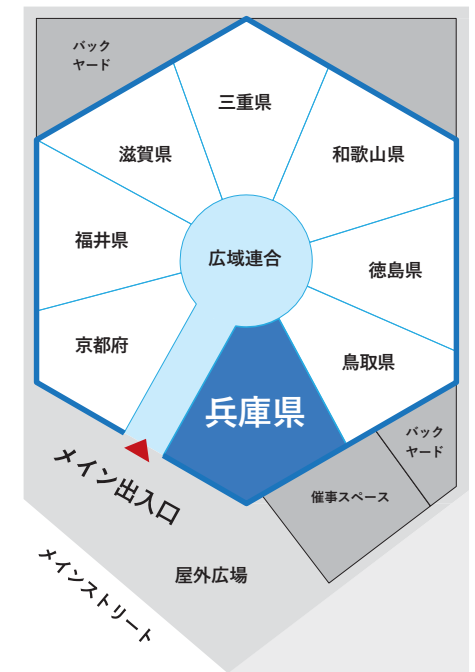 バック
ヤード
三重県
滋賀県
和歌山県
福井県
広域連合
徳島県
京都府
鳥取県
兵庫県
バック
ヤード
メイン出入口
催事スペース
屋外広場
メインストリート